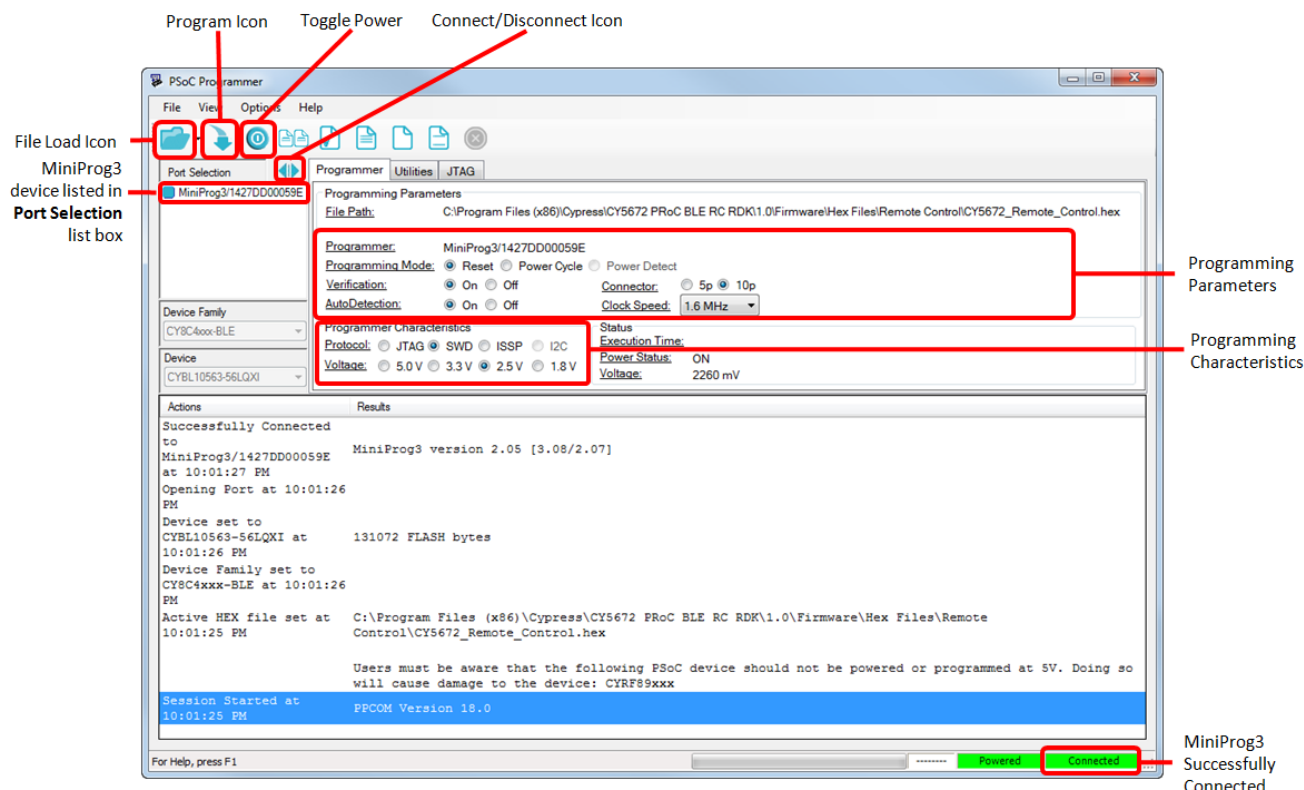 Program Icon
Toggle Power
Connect/Disconnect Icon
PSoC Programmer
File View Options Help
File Load Icon
MiniProg3
device listed in
Port Selection
list box
Port Selection
MiniProg3/1427DD00059E
Programmer Utilities JTAG
Programming Parameters
File Path: C:\Program Files (x86)\Cypress\CY5672 PRoC BLE RC RDK\1.0\Firmware\Hex Files\Remote Control\CY5672_Remote_Control.hex
Programmer: MiniProg3/1427DD00059E
Programming Mode: Reset Power Cycle Power Detect
Verification: On Off Connector: 5p 10p
AutoDetection: On Off Clock Speed: 1.6 MHz
Programming
Parameters
Device Family
CY8C4xxx-BLE
Device
CYBL10563-56LQXI
Programmer Characteristics
Protocol: JTAG SWD ISSP I2C
Voltage: 5.0 V 3.3 V 2.5 V 1.8 V
Status
Execution Time:
Power Status: ON
Voltage: 2260 mV
Programming
Characteristics
Actions Results
Successfully Connected
to
MiniProg3/1427DD00059E
at 10:01:27 PM
MiniProg3 version 2.05 [3.08/2.07]
Opening Port at 10:01:26
PM
Device set to
CYBL10563-56LQXI at
10:01:26 PM
131072 FLASH bytes
Device Family set to
CY8C4xxx-BLE at 10:01:26
PM
Active HEX file set at
10:01:25 PM
C:\Program Files (x86)\Cypress\CY5672 PRoC BLE RC RDK\1.0\Firmware\Hex Files\Remote
Control\CY5672_Remote_Control.hex
Users must be aware that the following PSoC device should not be powered or programmed at 5V. Doing so
will cause damage to the device: CYRF89xxx
Session Started at
10:01:25 PM
PPCOM Version 18.0
For Help, press F1
-------- Powered Connected
MiniProg3
Successfully
Connected